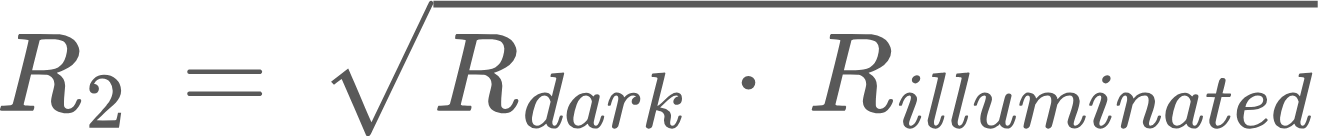 R₂ = √(R_dark · R_illuminated)